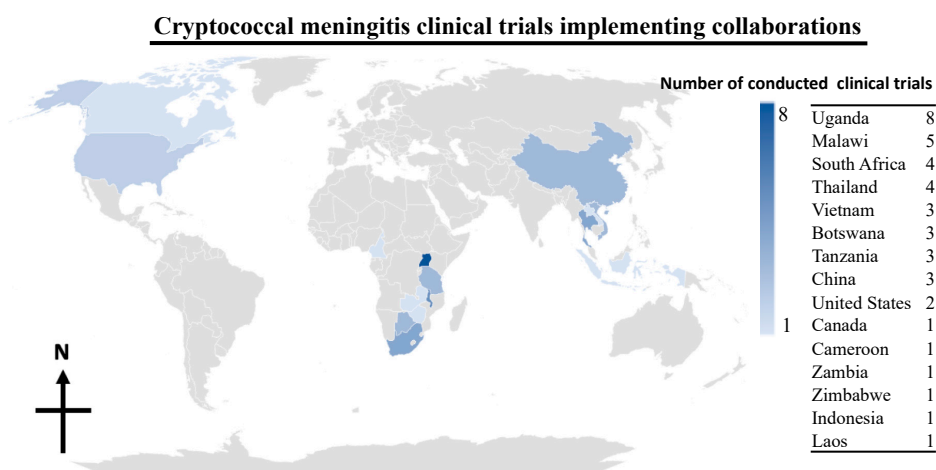 Cryptococcal meningitis clinical trials implementing collaborations
Number of conducted clinical trials
8
1
Uganda 8
Malawi 5
South Africa 4
Thailand 4
Vietnam 3
Botswana 3
Tanzania 3
China 3
United States 2
Canada 1
Cameroon 1
Zambia 1
Zimbabwe 1
Indonesia 1
Laos 1
N